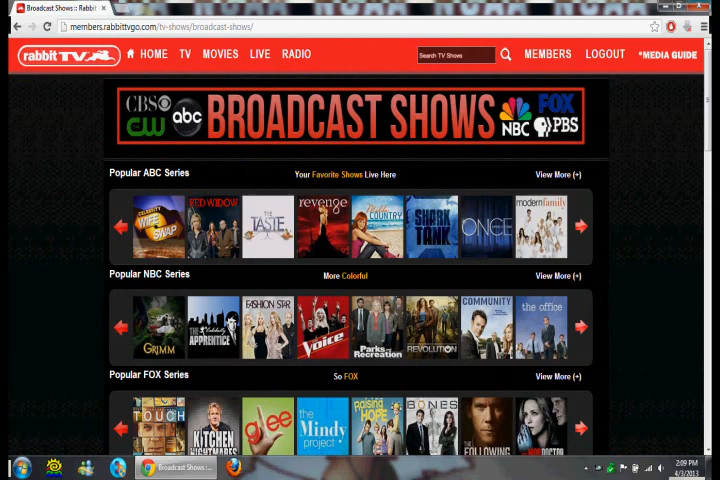 Broadcast Shows :: Rabbit
members.rabbittvgo.com/tv-shows/broadcast-shows/
rabbit TV HOME TV MOVIES LIVE RADIO Search TV Shows MEMBERS LOGOUT *MEDIA GUIDE
CBS CW abc BROADCAST SHOWS NBC FOX PBS
Popular ABC Series Your Favorite Shows Live Here View More (+)
CELEBRITY WIFE SWAP RED WIDOW THE TASTE revenge Malibu COUNTRY SHARK TANK ONCE modern family
Popular NBC Series More Colorful View More (+)
GRIMM The Celebrity APPRENTICE FASHION STAR The Voice Parks and Recreation REVOLUTION COMMUNITY the office
Popular FOX Series So FOX View More (+)
TOUCH KITCHEN NIGHTMARES glee the Mindy project Raising HOPE BONES THE FOLLOWING MOB DOCTOR
Broadcast Shows :...
2:09 PM
4/3/2013